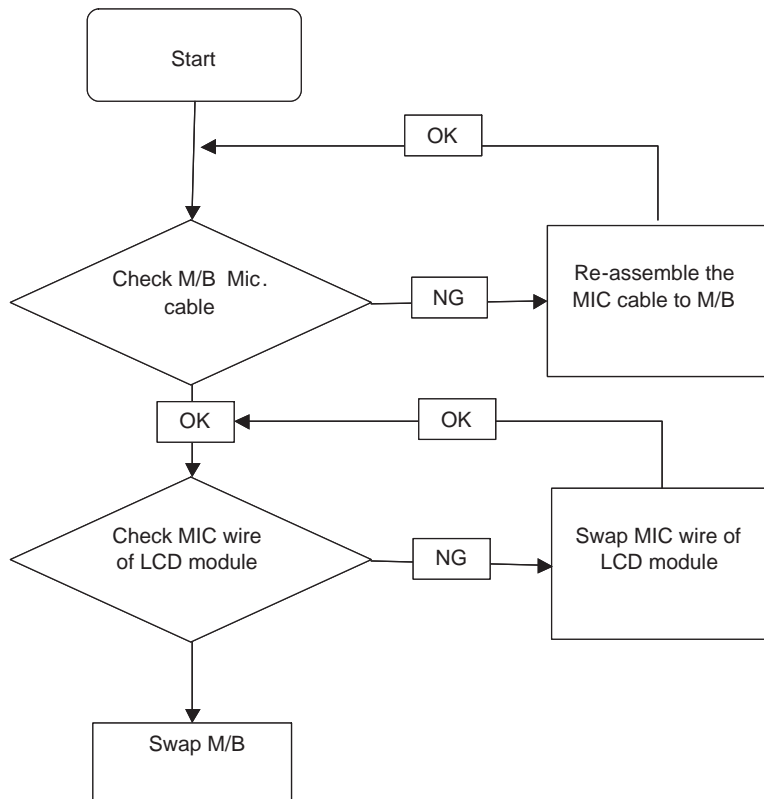 Start
OK
Check M/B Mic.
cable
NG
Re-assemble the
MIC cable to M/B
OK
OK
Check MIC wire
of LCD module
NG
Swap MIC wire of
LCD module
Swap M/B